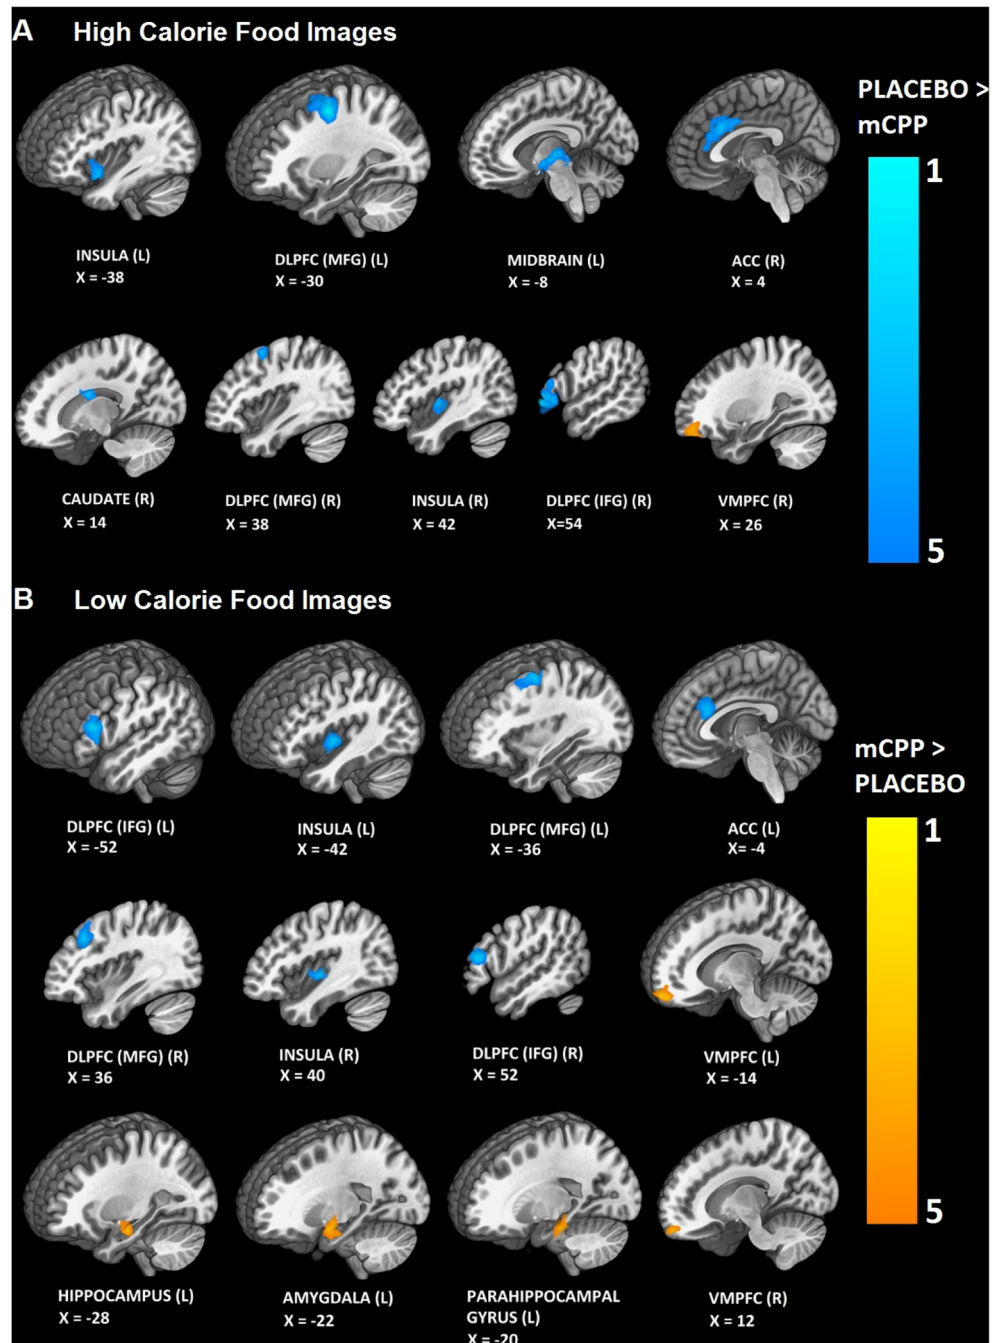 A High Calorie Food Images
PLACEBO >
mCPP
1
INSULA (L)
X = -38
DLPFC (MFG) (L)
X = -30
MIDBRAIN (L)
X = -8
ACC (R)
X = 4
CAUDATE (R)
X = 14
DLPFC (MFG) (R)
X = 38
INSULA (R)
X = 42
DLPFC (IFG) (R)
X=54
VMPFC (R)
X = 26
5
B Low Calorie Food Images
DLPFC (IFG) (L)
X = -52
INSULA (L)
X = -42
DLPFC (MFG) (L)
X = -36
ACC (L)
X= -4
mCPP >
PLACEBO
1
DLPFC (MFG) (R)
X = 36
INSULA (R)
X = 40
DLPFC (IFG) (R)
X = 52
VMPFC (L)
X = -14
5
HIPPOCAMPUS (L)
X = -28
AMYGDALA (L)
X = -22
PARAHIPPOCAMPAL
GYRUS (L)
X = -20
VMPFC (R)
X = 12